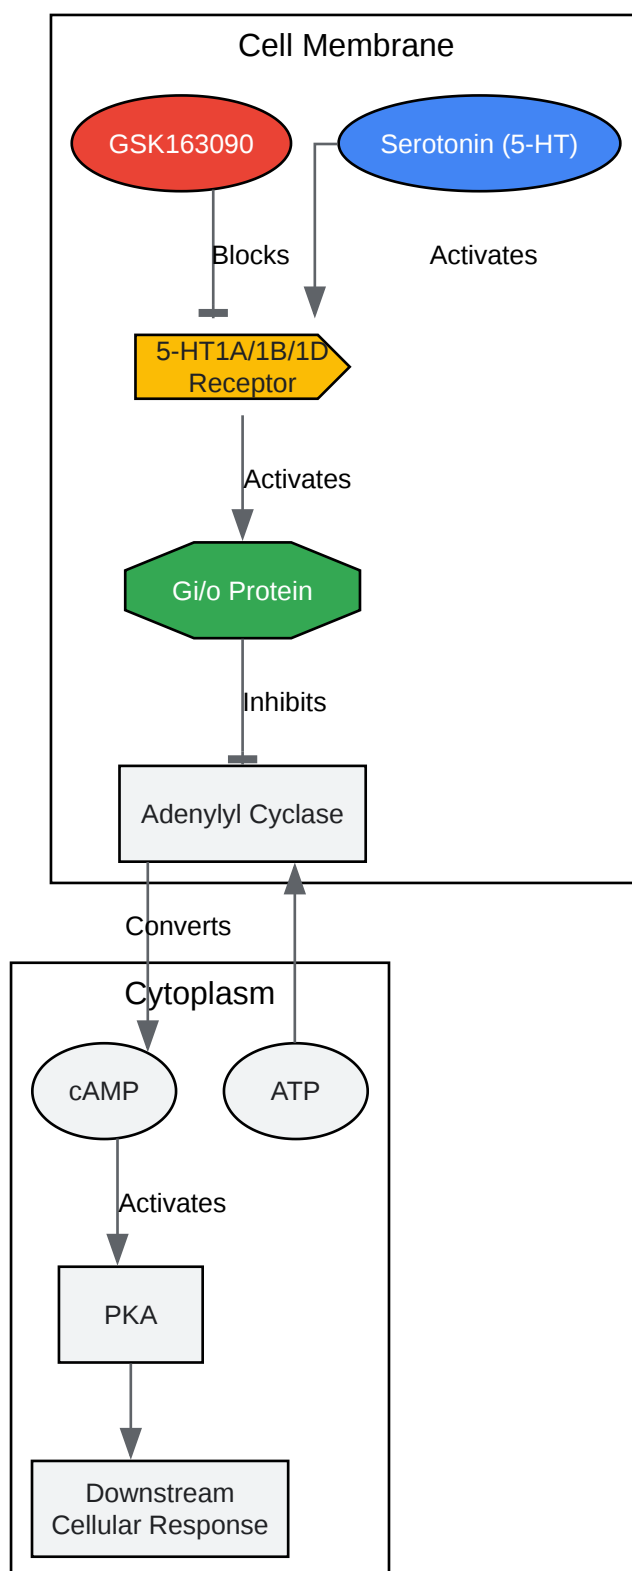 Cell Membrane
GSK163090
Serotonin (5-HT)
Blocks
Activates
5-HT1A/1B/1D
Receptor
Activates
Gi/o Protein
Inhibits
Adenylyl Cyclase
Converts
Cytoplasm
cAMP
ATP
Activates
PKA
Downstream
Cellular Response